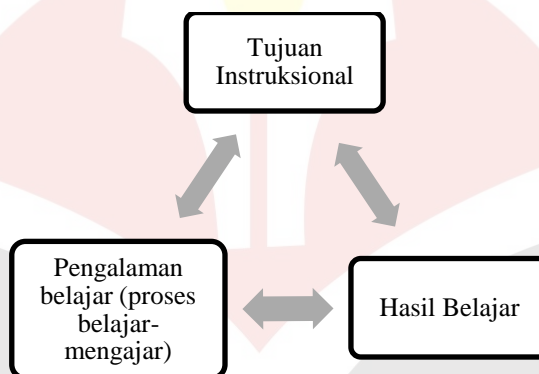 Tujuan
Instruksional
Pengalaman
belajar (proses
belajar-
mengajar)
Hasil Belajar